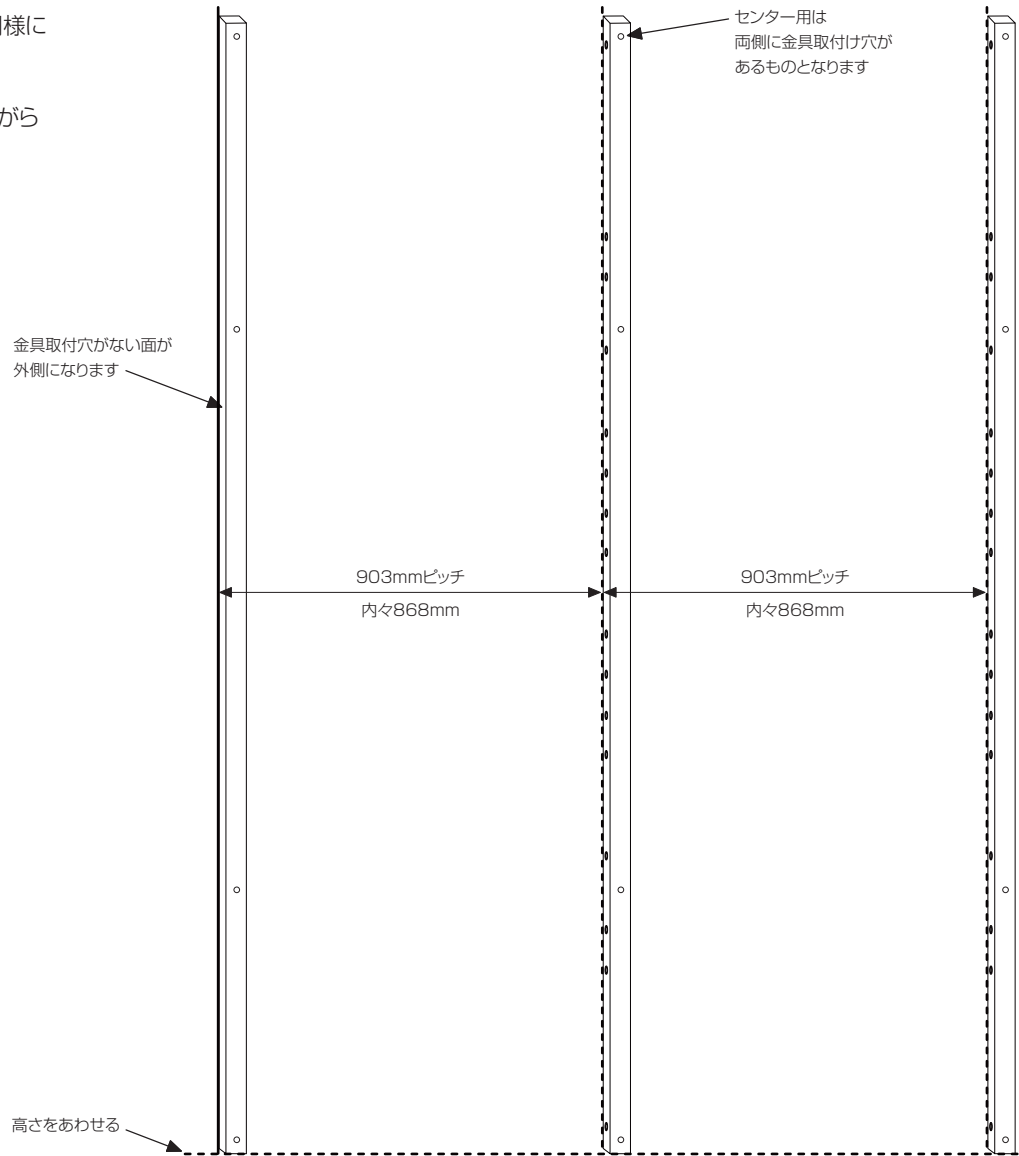 様に
がら
センター用は
両側に金具取付け穴が
あるものとなります
金具取付穴がない面が
外側になります
903mmピッチ
内々868mm
903mmピッチ
内々868mm
高さをあわせる